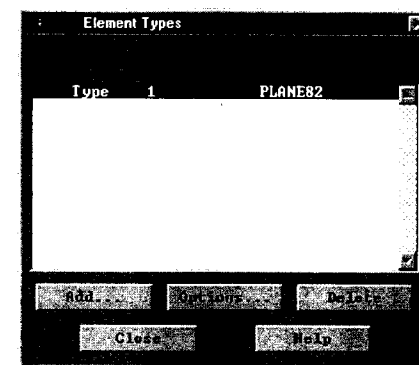 Element Types
Type 1 PLANE82
Add... Options... Delete
Close Help